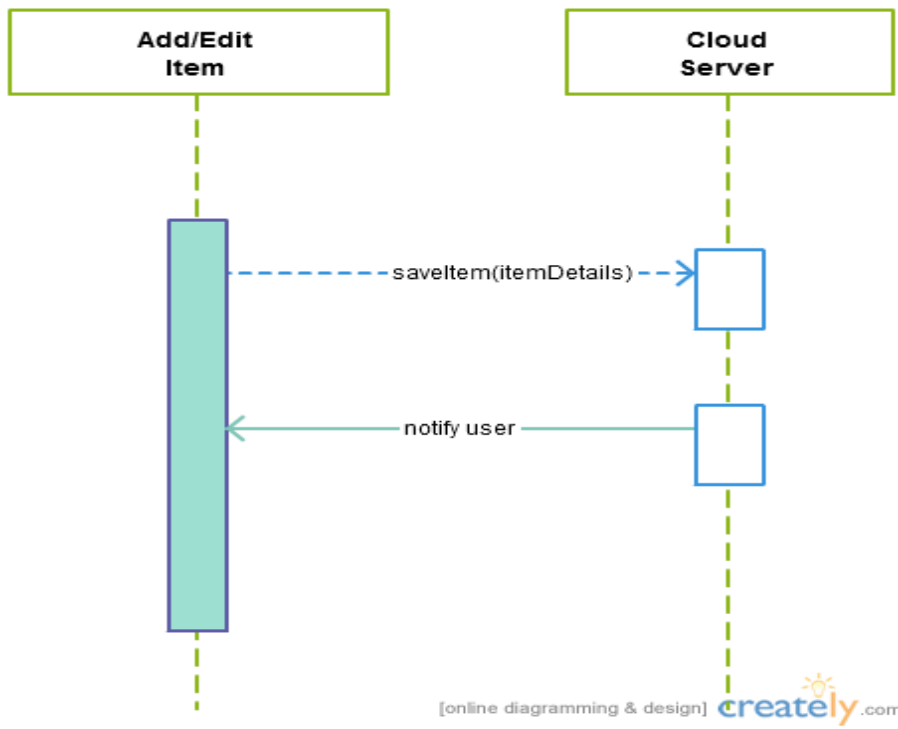 Add/Edit
Item
Cloud
Server
saveItem(itemDetails)
notify user
[online diagramming & design] creately.com